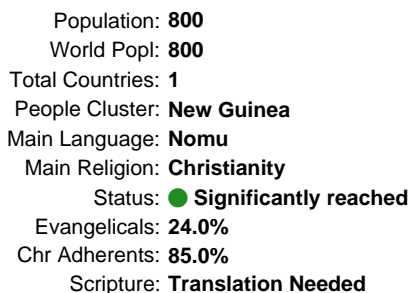 Population: 800
World Popl: 800
Total Countries: 1
People Cluster: New Guinea
Main Language: Nomu
Main Religion: Christianity
Status: Significantly reached
Evangelicals: 24.0%
Chr Adherents: 85.0%
Scripture: Translation Needed